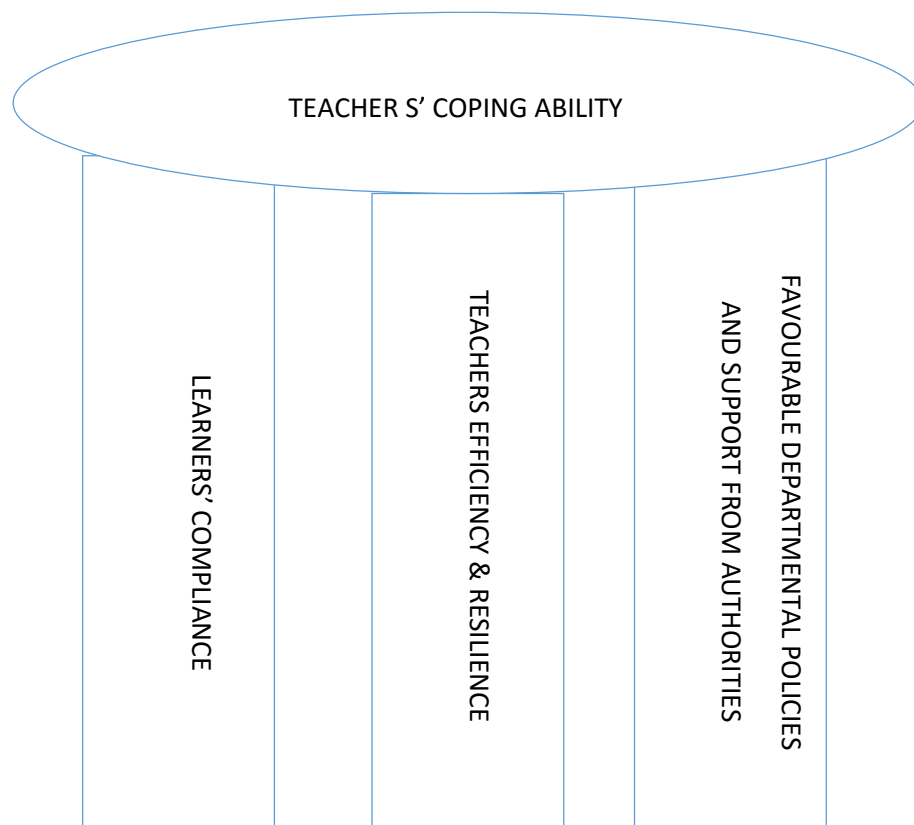 TEACHER S’ COPING ABILITY
LEARNERS’ COMPLIANCE
TEACHERS EFFICIENCY & RESILIENCE
FAVOURABLE DEPARTMENTAL POLICIES
AND SUPPORT FROM AUTHORITIES